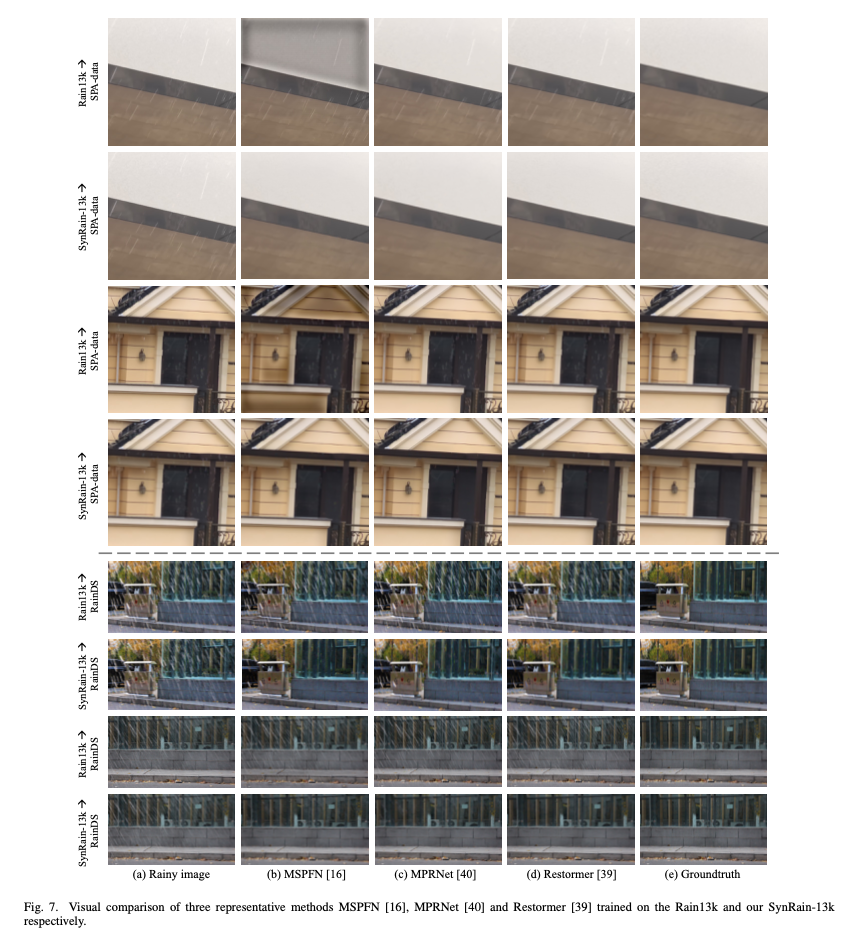 Rain13k →
SPA-data
SynRain-13k →
SPA-data
Rain13k →
SPA-data
SynRain-13k →
SPA-data
Rain13k →
RainDS
SynRain-13k →
RainDS
Rain13k →
RainDS
SynRain-13k →
RainDS
(a) Rainy image (b) MSPFN [16] (c) MPRNet [40] (d) Restormer [39] (e) Groundtruth
Fig. 7. Visual comparison of three representative methods MSPFN [16], MPRNet [40] and Restormer [39] trained on the Rain13k and our SynRain-13k
respectively.